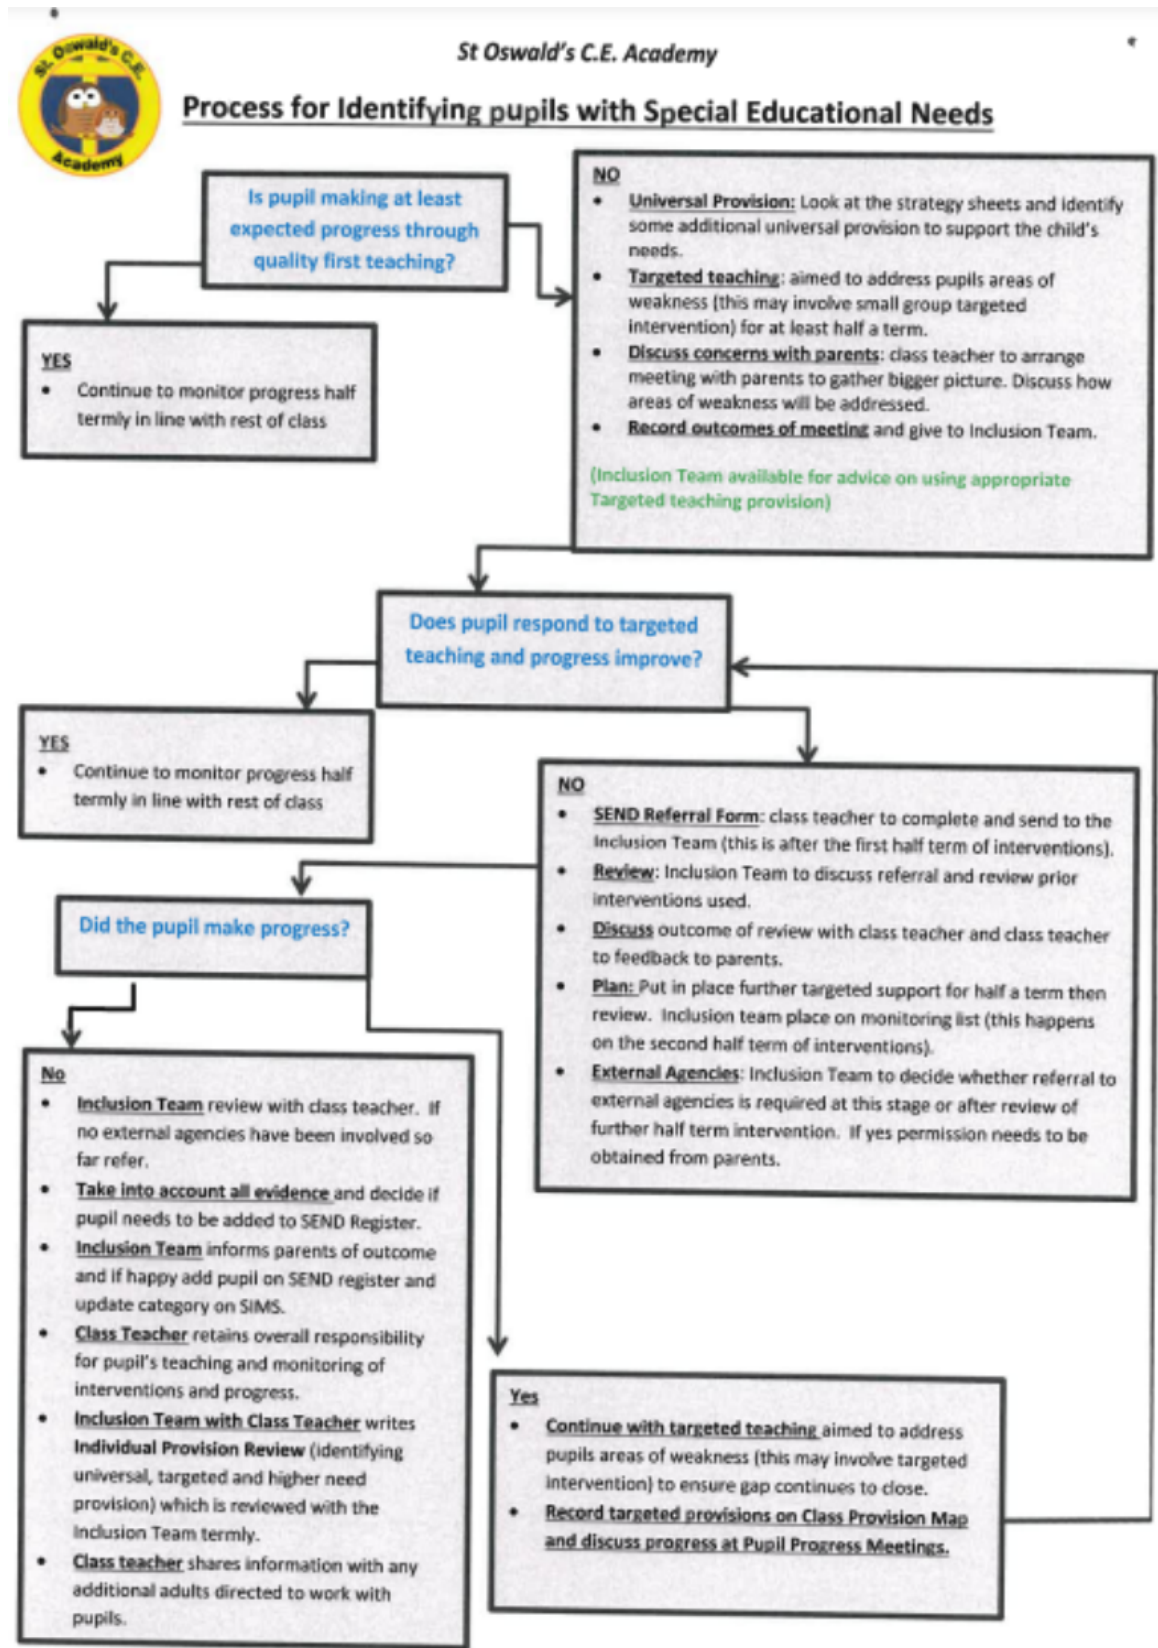 St. Oswald's C.E.
Academy
St Oswald's C.E. Academy
Process for Identifying pupils with Special Educational Needs
Is pupil making at least
expected progress through
quality first teaching?
YES
• Continue to monitor progress half
termly in line with rest of class
NO
• Universal Provision: Look at the strategy sheets and identify
some additional universal provision to support the child's
needs.
• Targeted teaching: aimed to address pupils areas of
weakness (this may involve small group targeted
intervention) for at least half a term.
• Discuss concerns with parents: class teacher to arrange
meeting with parents to gather bigger picture. Discuss how
areas of weakness will be addressed.
• Record outcomes of meeting and give to Inclusion Team.
(Inclusion Team available for advice on using appropriate
Targeted teaching provision)
Does pupil respond to targeted
teaching and progress improve?
YES
• Continue to monitor progress half
termly in line with rest of class
NO
• SEND Referral Form: class teacher to complete and send to the
Inclusion Team (this is after the first half term of interventions).
• Review: Inclusion Team to discuss referral and review prior
interventions used.
• Discuss outcome of review with class teacher and class teacher
to feedback to parents.
• Plan: Put in place further targeted support for half a term then
review. Inclusion team place on monitoring list (this happens
on the second half term of interventions).
• External Agencies: Inclusion Team to decide whether referral to
external agencies is required at this stage or after review of
further half term intervention. If yes permission needs to be
obtained from parents.
Did the pupil make progress?
No
• Inclusion Team review with class teacher. If
no external agencies have been involved so
far refer.
• Take into account all evidence and decide if
pupil needs to be added to SEND Register.
• Inclusion Team informs parents of outcome
and if happy add pupil on SEND register and
update category on SIMS.
• Class Teacher retains overall responsibility
for pupil's teaching and monitoring of
interventions and progress.
• Inclusion Team with Class Teacher writes
Individual Provision Review (identifying
universal, targeted and higher need
provision) which is reviewed with the
Inclusion Team termly.
• Class teacher shares information with any
additional adults directed to work with
pupils.
Yes
• Continue with targeted teaching aimed to address
pupils areas of weakness (this may involve targeted
intervention) to ensure gap continues to close.
• Record targeted provisions on Class Provision Map
and discuss progress at Pupil Progress Meetings.